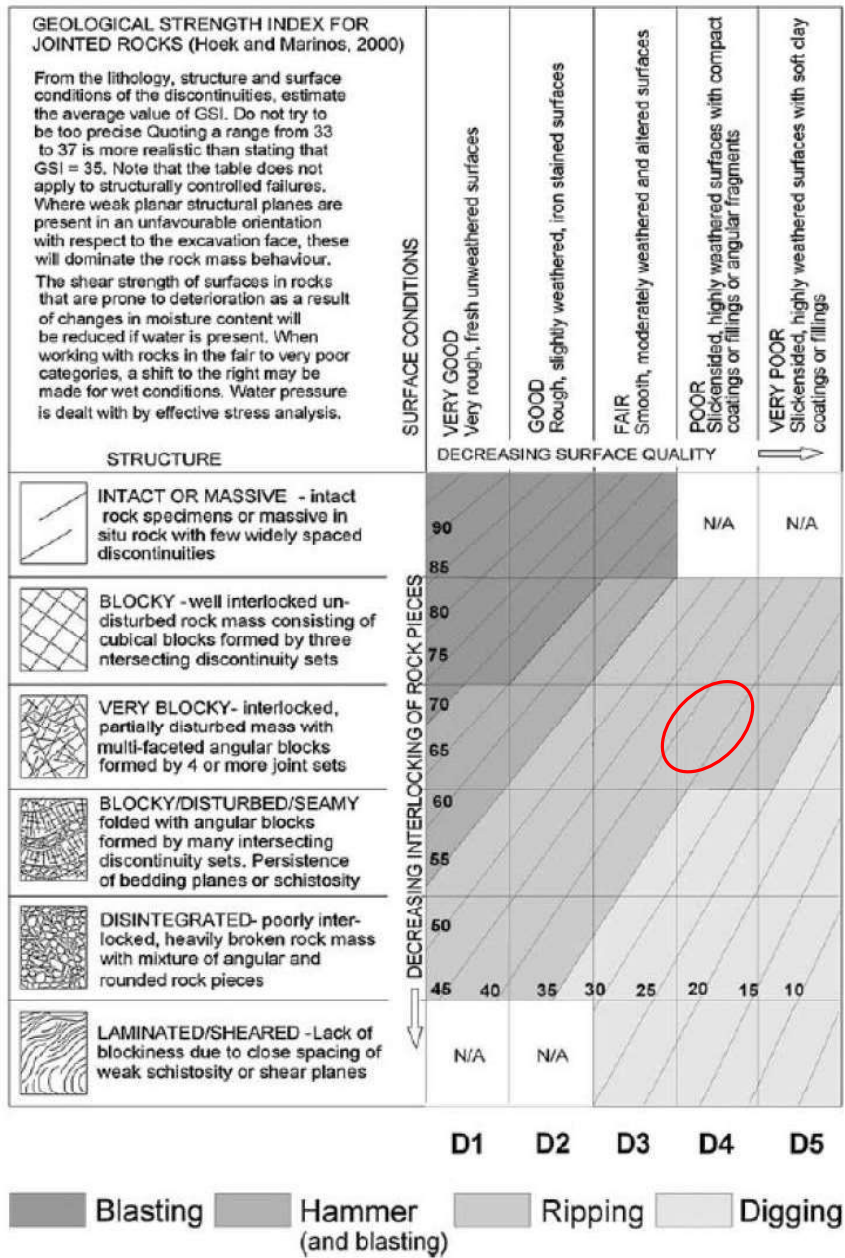 GEOLOGICAL STRENGTH INDEX FOR
JOINTED ROCKS (Hoek and Marinos, 2000)
From the lithology, structure and surface
conditions of the discontinuities, estimate
the average value of GSI. Do not try to
be too precise Quoting a range from 33
to 37 is more realistic than stating that
GSI = 35. Note that the table does not
apply to structurally controlled failures.
Where weak planar structural planes are
present in an unfavourable orientation
with respect to the excavation face, these
will dominate the rock mass behaviour.
The shear strength of surfaces in rocks
that are prone to deterioration as a result
of changes in moisture content will
be reduced if water is present. When
working with rocks in the fair to very poor
categories, a shift to the right may be
made for wet conditions. Water pressure
is dealt with by effective stress analysis.
SURFACE CONDITIONS
VERY GOOD
Very rough, fresh unweathered surfaces
GOOD
Rough, slightly weathered, iron stained surfaces
FAIR
Smooth, moderately weathered and altered surfaces
POOR
Slickensided, highly weathered surfaces with compact
coatings or fillings or angular fragments
VERY POOR
Slickensided, highly weathered surfaces with soft clay
coatings or fillings
STRUCTURE
DECREASING SURFACE QUALITY
DECREASING INTERLOCKING OF ROCK PIECES
INTACT OR MASSIVE - intact
rock specimens or massive in
situ rock with few widely spaced
discontinuities
90
85
N/A
N/A
BLOCKY - well interlocked un-
disturbed rock mass consisting of
cubical blocks formed by three
ntersecting discontinuity sets
80
75
VERY BLOCKY- interlocked,
partially disturbed mass with
multi-faceted angular blocks
formed by 4 or more joint sets
70
65
BLOCKY/DISTURBED/SEAMY
folded with angular blocks
formed by many intersecting
discontinuity sets. Persistence
of bedding planes or schistosity
60
55
DISINTEGRATED- poorly inter-
locked, heavily broken rock mass
with mixture of angular and
rounded rock pieces
50
45 40 35 30 25 20 15 10
LAMINATED/SHEARED -Lack of
blockiness due to close spacing of
weak schistosity or shear planes
N/A
N/A
D1 D2 D3 D4 D5
Blasting
Hammer
(and blasting)
Ripping
Digging